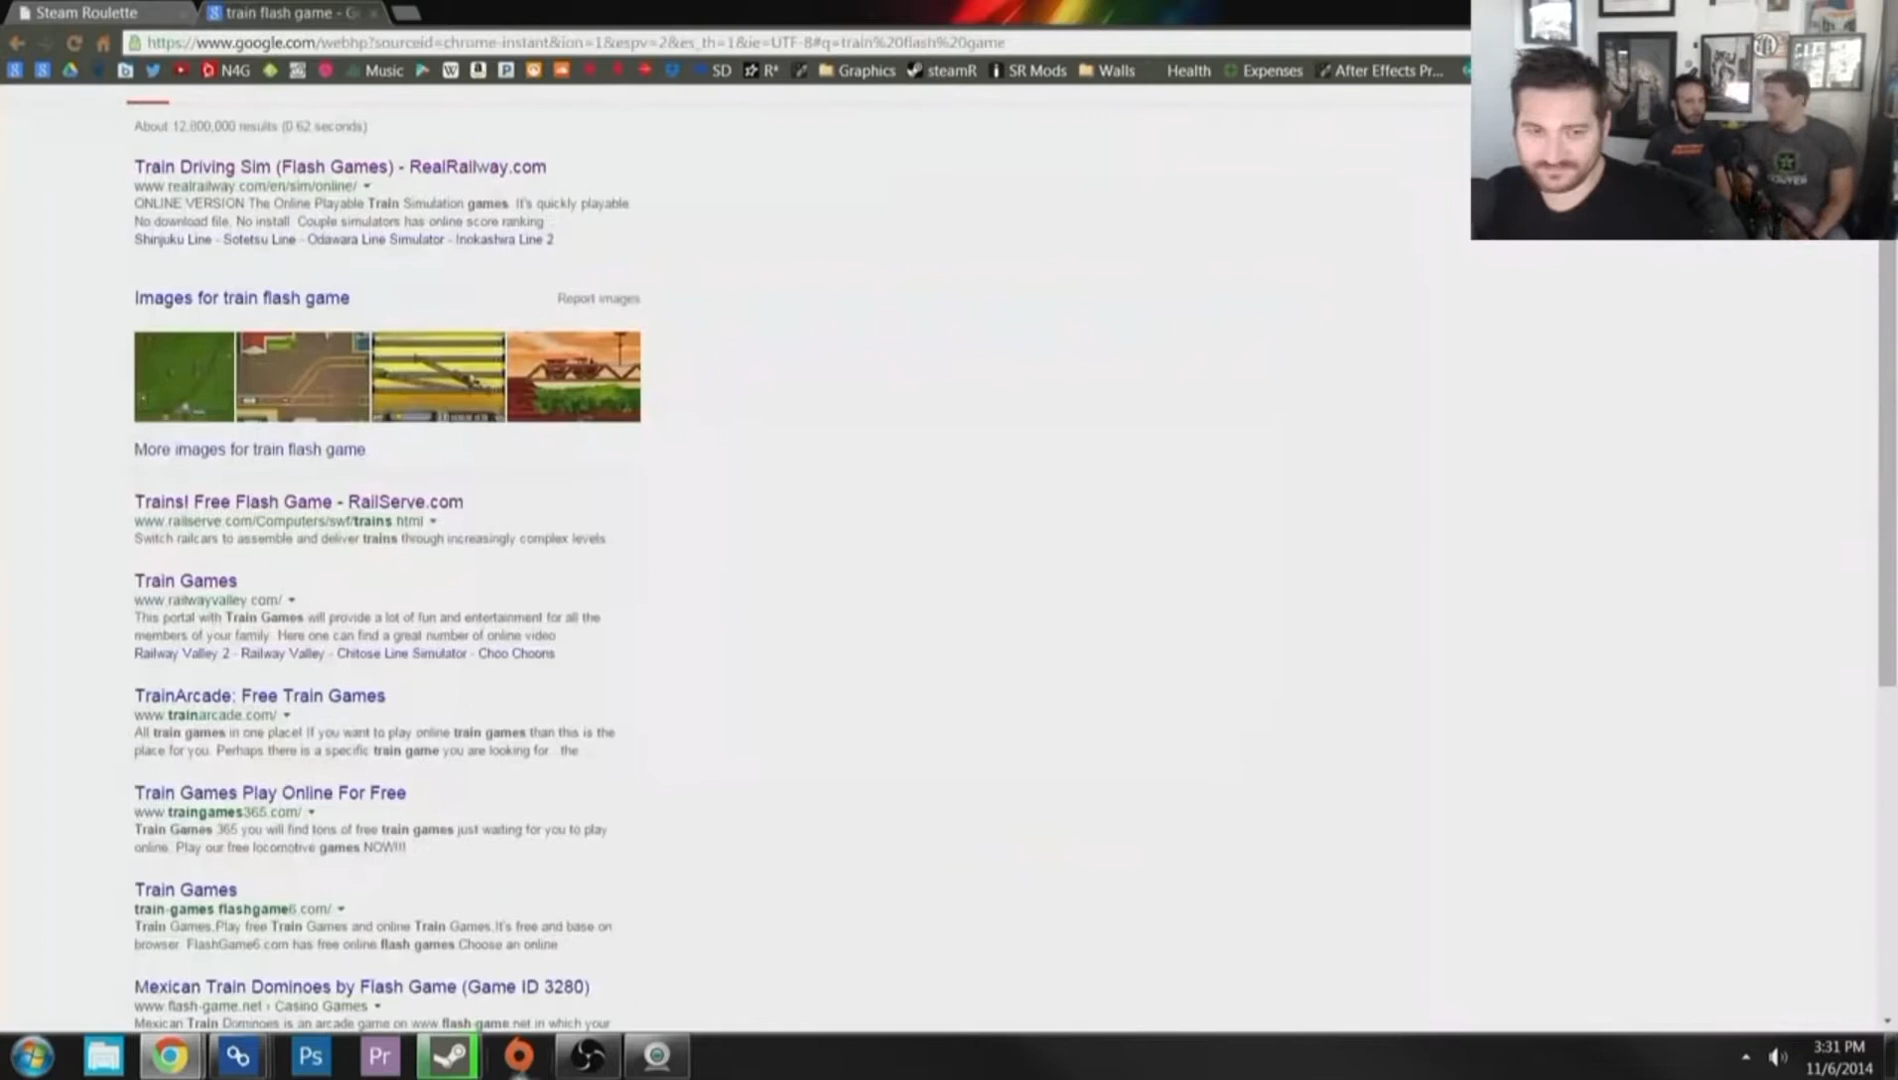 Steam Roulette
train flash game - G
https://www.google.com/webhp?sourceid=chrome-instant&ion=1&espv=2&es_th=1&ie=UTF-8#q=train%20flash%20game
N4G Music SD R* Graphics steamR SR Mods Walls Health Expenses After Effects Pr...
About 12,800,000 results (0.62 seconds)
Train Driving Sim (Flash Games) - RealRailway.com
www.realrailway.com/en/sim/online/
ONLINE VERSION The Online Playable Train Simulation games. It's quickly playable.
No download file. No install. Couple simulators has online score ranking.
Shinjuku Line - Sotetsu Line - Odawara Line Simulator - Inokashira Line 2
Images for train flash game
Report images
More images for train flash game
Trains! Free Flash Game - RailServe.com
www.railserve.com/Computers/swf/trains.html
Switch railcars to assemble and deliver trains through increasingly complex levels
Train Games
www.railwayvalley.com/
This portal with Train Games will provide a lot of fun and entertainment for all the
members of your family. Here one can find a great number of online video
Railway Valley 2 - Railway Valley - Chitose Line Simulator - Choo Choons
TrainArcade: Free Train Games
www.trainarcade.com/
All train games in one place! If you want to play online train games than this is the
place for you. Perhaps there is a specific train game you are looking for. the
Train Games Play Online For Free
www.traingames365.com/
Train Games 365 you will find tons of free train games just waiting for you to play
online. Play our free locomotive games NOW!!!
Train Games
train-games.flashgame6.com/
Train Games,Play free Train Games and online Train Games.It's free and base on
browser. FlashGame6.com has free online flash games.Choose an online
Mexican Train Dominoes by Flash Game (Game ID 3280)
www.flash-game.net › Casino Games
Mexican Train Dominoes is an arcade game on www.flash-game.net in which your
Ps
Pr
3:31 PM
11/6/2014